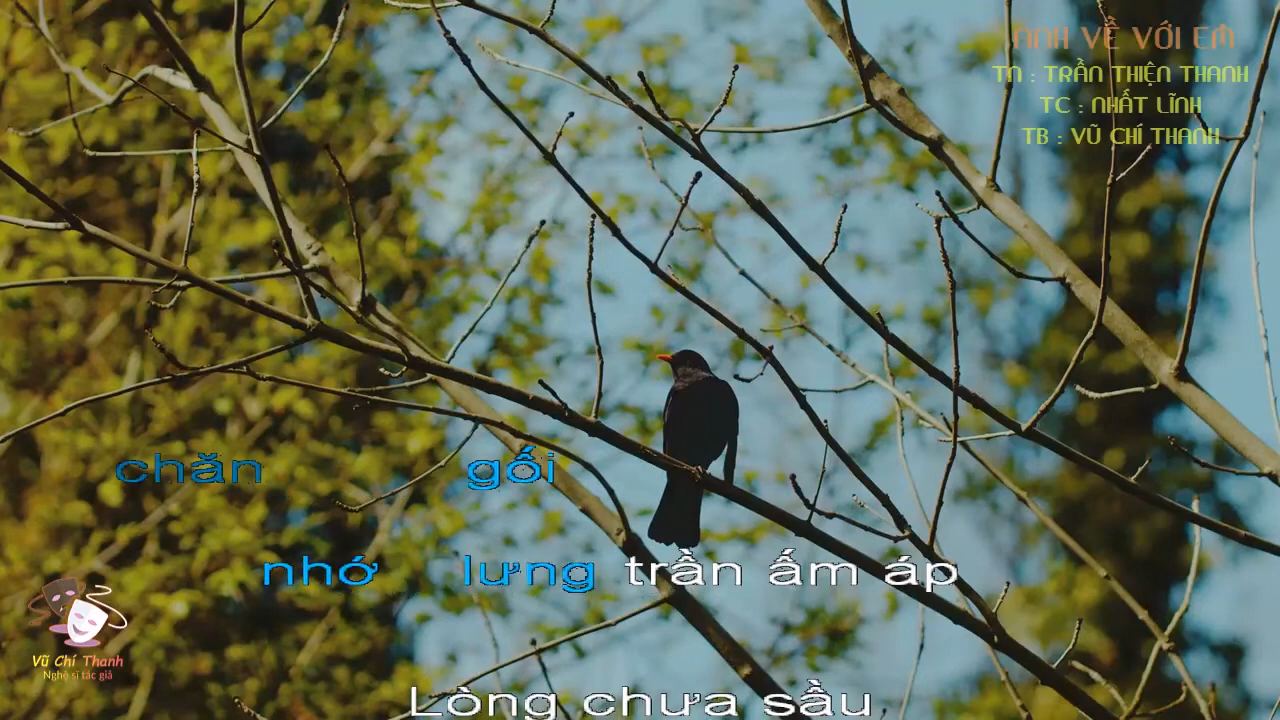 ANH VỀ VỚI EM
TN : TRẦN THIỆN THANH
TC : NHẤT LĨNH
TB : VŨ CHÍ THANH
chăn gối
nhớ lưng trần ấm áp
Vũ Chí Thanh
Nghệ sĩ tác giả
Lòng chưa sầu